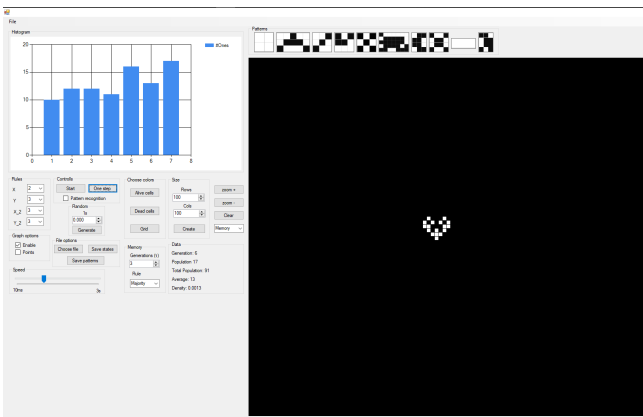 File
Histogram
Patterns
20
15
10
5
0
0 1 2 3 4 5 6 7 8
#Ones
Rules
X 2
Y 3
X_2 3
Y_2 3
Graph options
Enable
Points
Speed
10ms 3s
Controlls
Start One step
Pattern recognition
Random
1s
0.000
Generate
File options
Choose file Save states
Save patterns
Choose colors
Alive cells
Dead cells
Grid
Memory
Generations (τ)
3
Rule
Majority
Size
Rows
100
Cols
100
Create
zoom +
zoom -
Clear
Memory
Data
Generation: 6
Population 17
Total Population: 91
Average: 13
Density: 0.0013